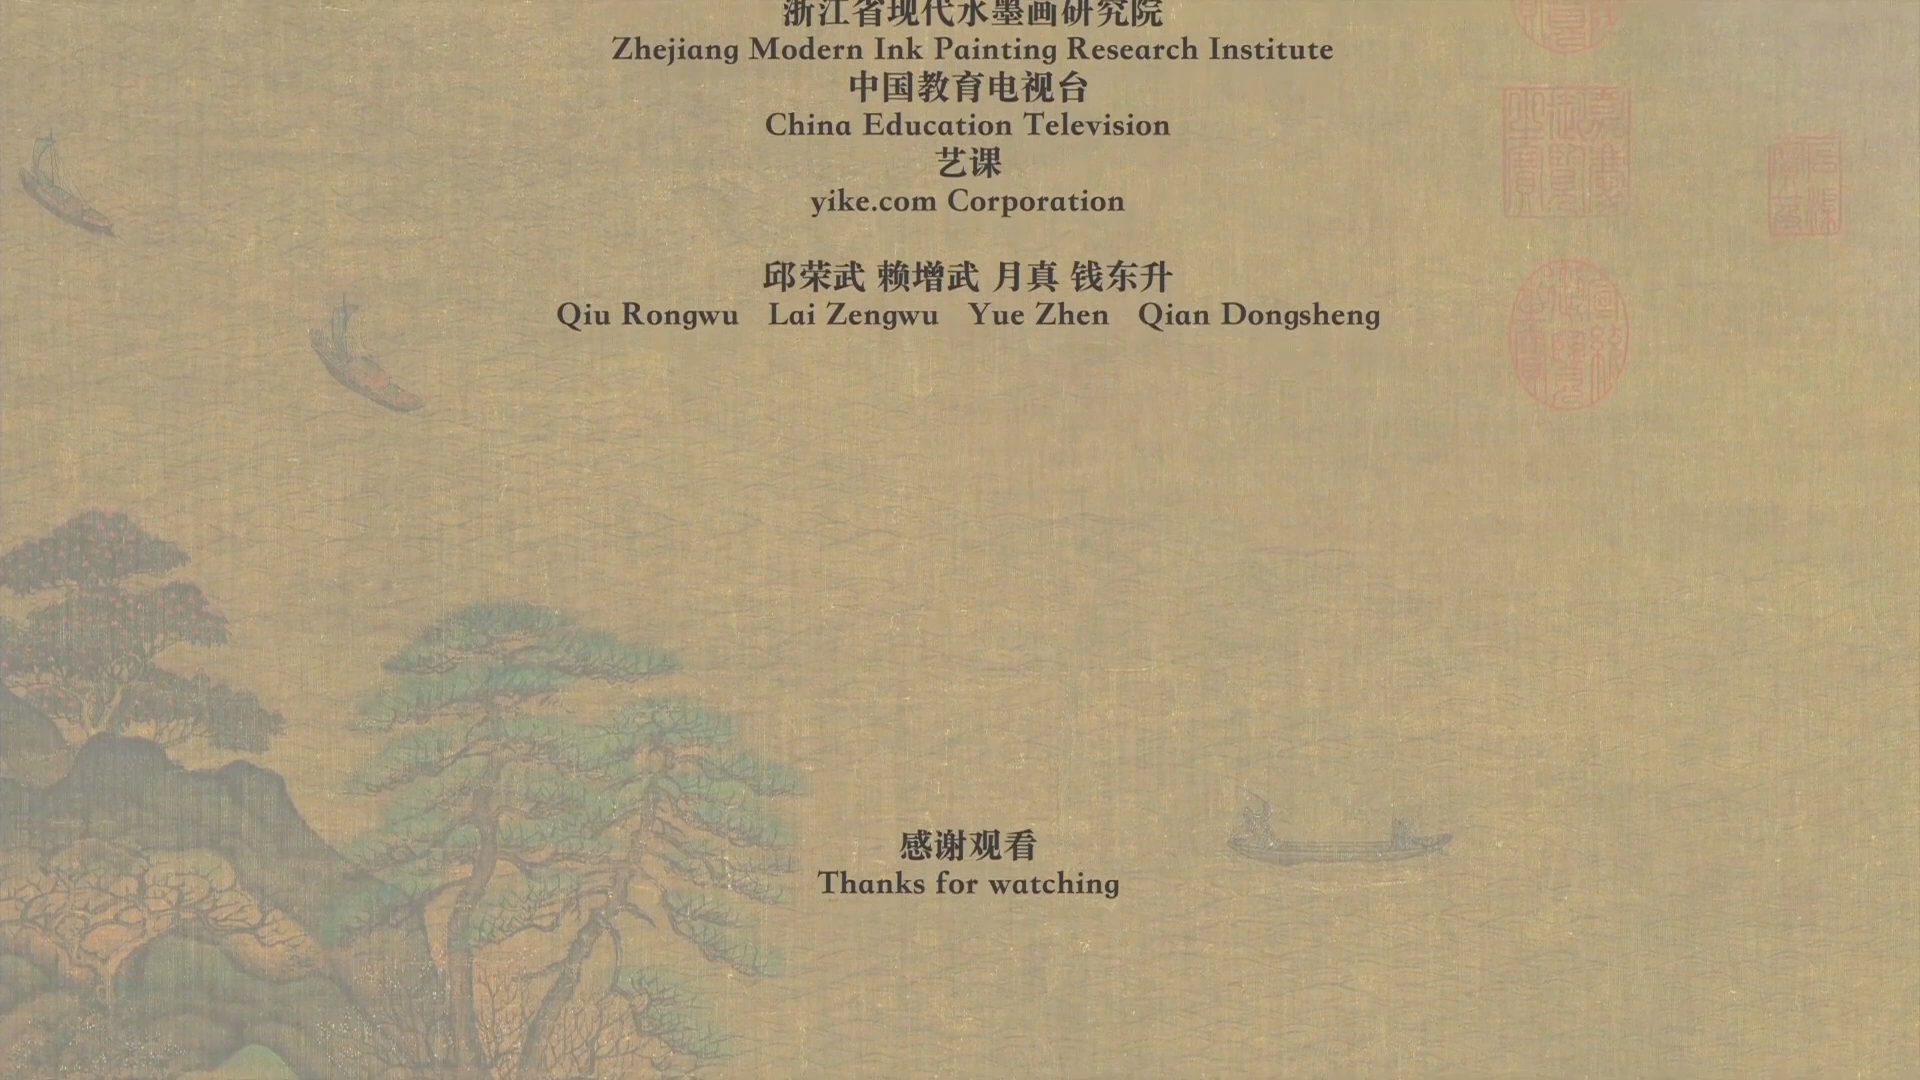 浙江省现代水墨画研究院
Zhejiang Modern Ink Painting Research Institute
中国教育电视台
China Education Television
艺课
yike.com Corporation
邱荣武 赖增武 月真 钱东升
Qiu Rongwu Lai Zengwu Yue Zhen Qian Dongsheng
感谢观看
Thanks for watching